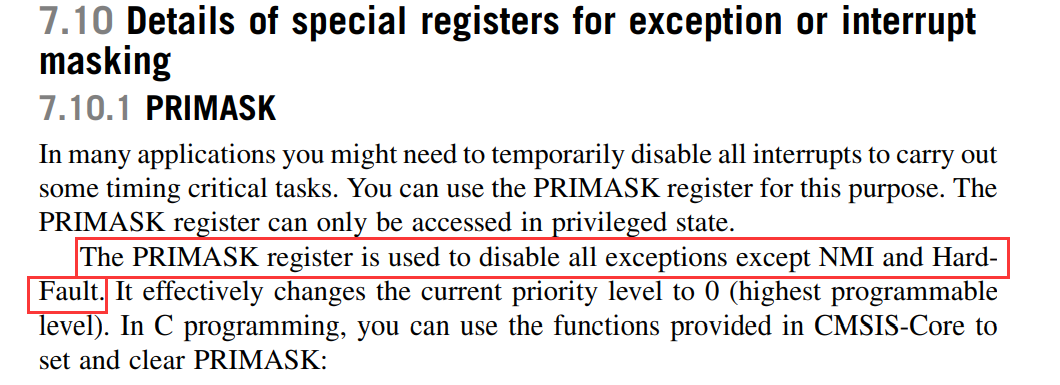 7.10 Details of special registers for exception or interrupt
masking
7.10.1 PRIMASK
In many applications you might need to temporarily disable all interrupts to carry out
some timing critical tasks. You can use the PRIMASK register for this purpose. The
PRIMASK register can only be accessed in privileged state.
The PRIMASK register is used to disable all exceptions except NMI and Hard-
Fault. It effectively changes the current priority level to 0 (highest programmable
level). In C programming, you can use the functions provided in CMSIS-Core to
set and clear PRIMASK: